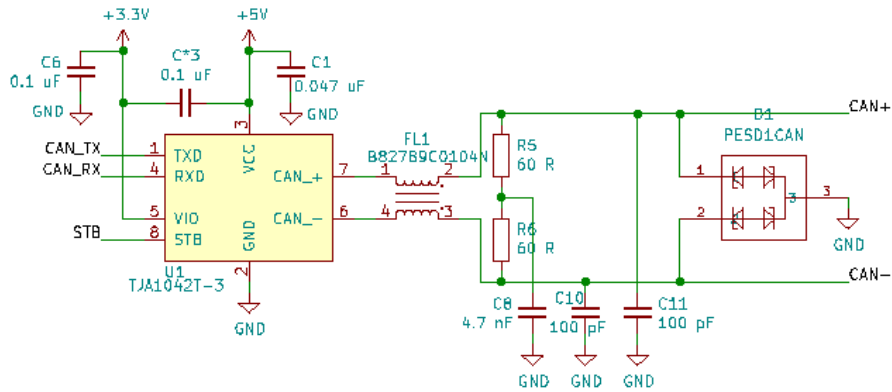 +3.3V
+5V
C6
0.1 uF
GND
C*3
0.1 uF
C1
0.047 uF
GND
CAN_TX
CAN_RX
STB
1
4
5
8
TXD
RXD
VIO
STB
3
VCC
GND
2
CAN_+
CAN_-
7
6
U1
TJA1042T-3
GND
FL1
B82789C0104N
1
2
4
3
R5
60 R
R6
60 R
C8
4.7 nF
GND
C10
100 pF
GND
C11
100 pF
GND
D1
PESD1CAN
1
2
3
3
GND
CAN+
CAN-